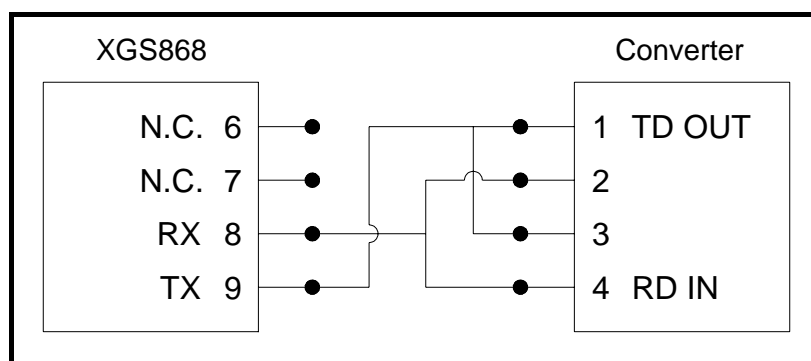 XGS868 Converter
N.C. 6 1 TD OUT
N.C. 7 2
RX 8 3
TX 9 4 RD IN